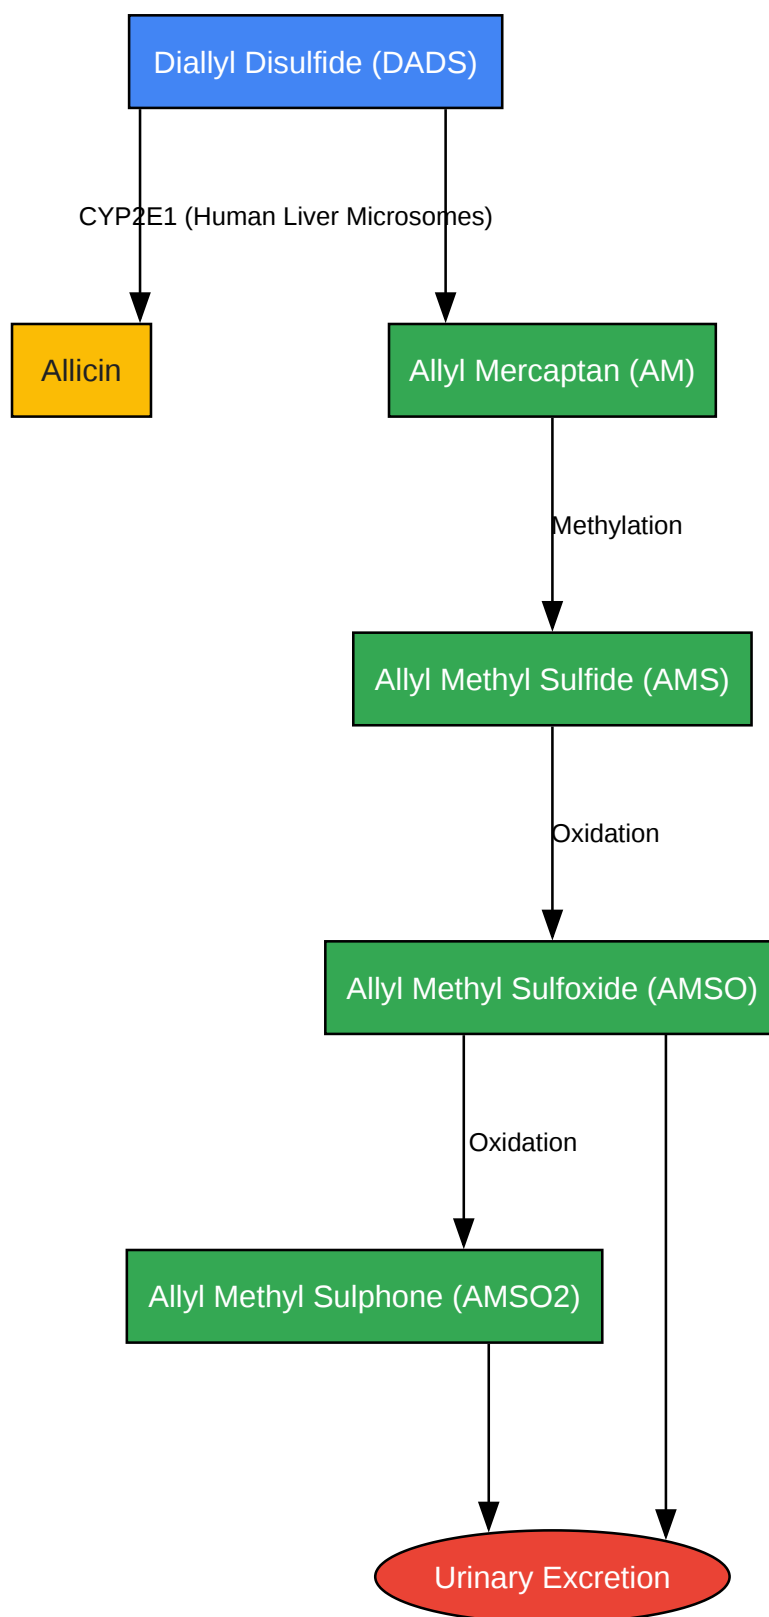 Diallyl Disulfide (DADS)
CYP2E1 (Human Liver Microsomes)
Allicin
Allyl Mercaptan (AM)
Methylation
Allyl Methyl Sulfide (AMS)
Oxidation
Allyl Methyl Sulfoxide (AMSO)
Oxidation
Allyl Methyl Sulphone (AMSO2)
Urinary Excretion